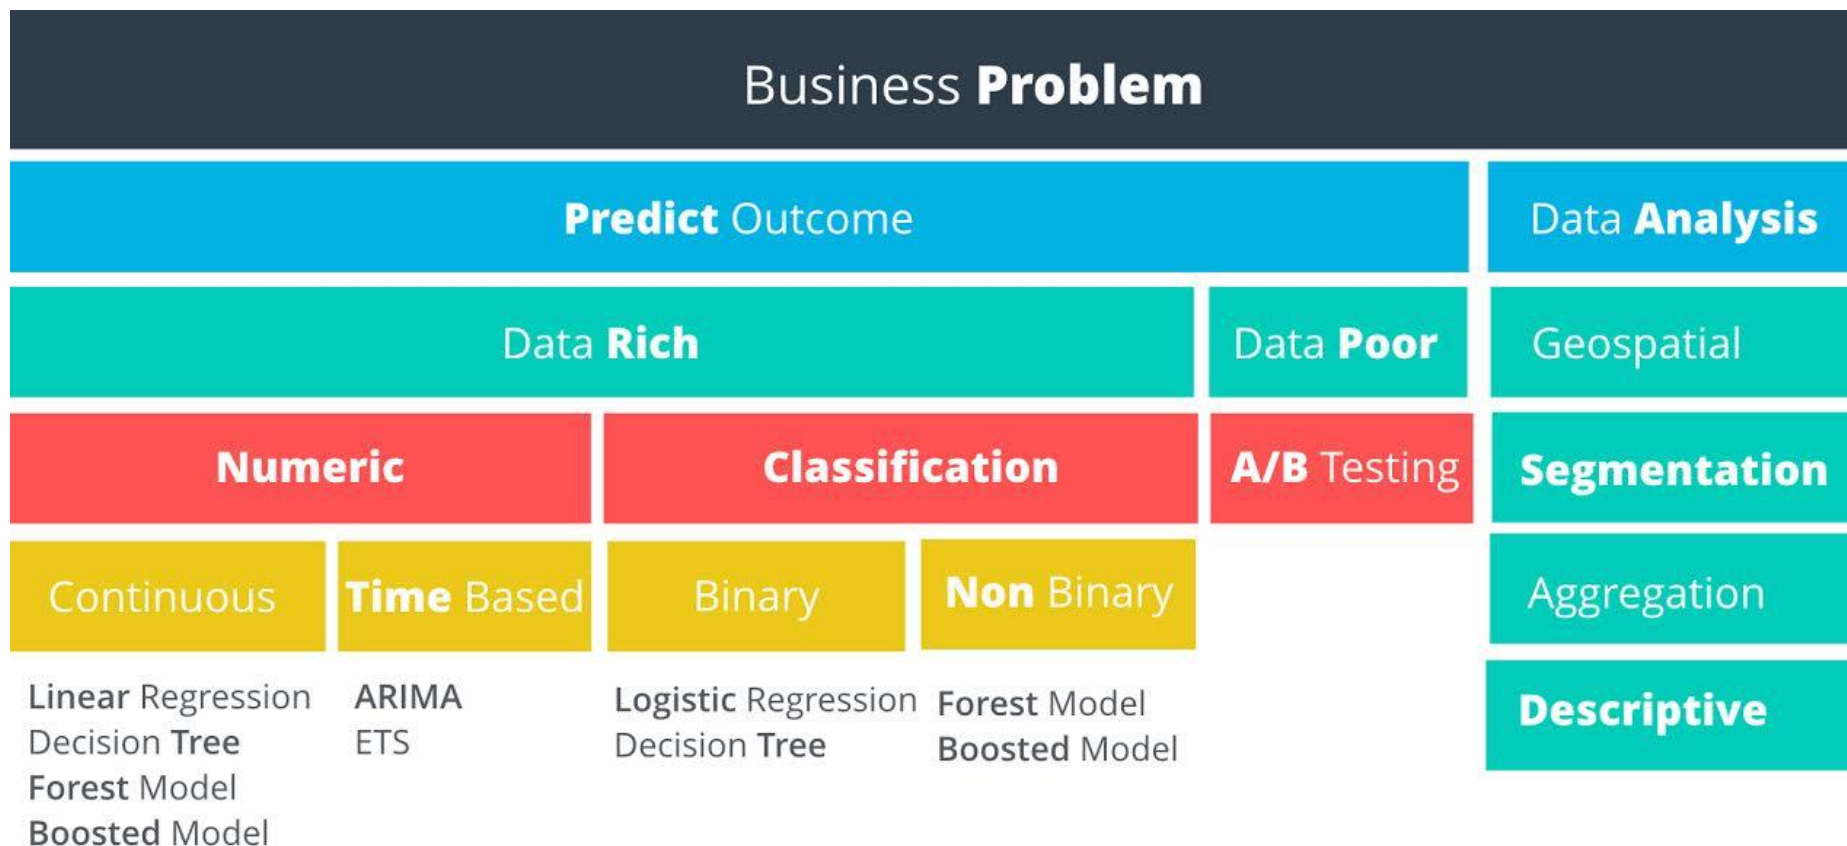 Business Problem
Predict Outcome
Data Analysis
Data Rich
Data Poor
Geospatial
Numeric
Classification
A/B Testing
Segmentation
Continuous
Time Based
Binary
Non Binary
Aggregation
Linear Regression
Decision Tree
Forest Model
Boosted Model
ARIMA
ETS
Logistic Regression
Decision Tree
Forest Model
Boosted Model
Descriptive